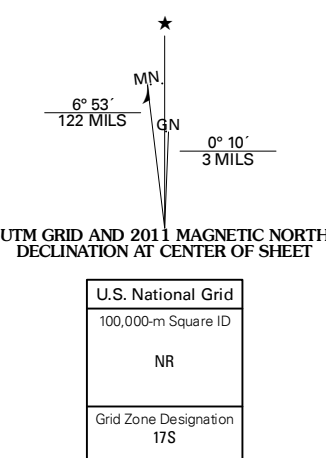 ★
MN.
6° 53´
122 MILS
GN
0° 10´
3 MILS
UTM GRID AND 2011 MAGNETIC NORTH
DECLINATION AT CENTER OF SHEET
U.S. National Grid
100,000-m Square ID
NR
Grid Zone Designation
17S